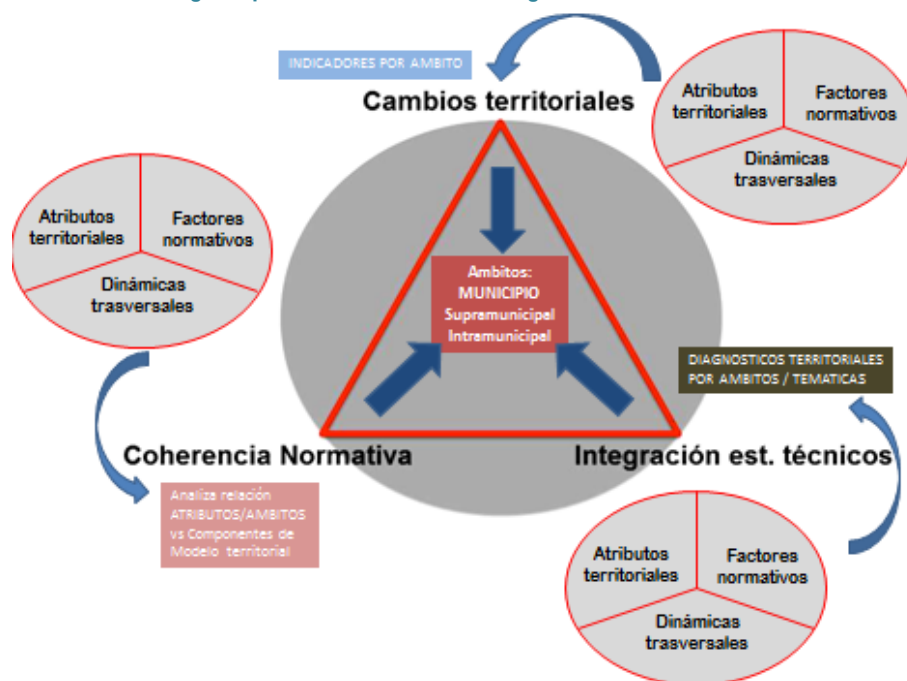 INDICADORES POR AMBITO
Cambios territoriales
Atributos
territoriales
Factores
normativos
Dinámicas
trasversales
Atributos
territoriales
Factores
normativos
Dinámicas
trasversales
Ambitos:
MUNICIPIO
Supramunicipal
Intramunicipal
DIAGNOSTICOS TERRITORIALES
POR AMBITOS / TEMATICAS
Coherencia Normativa
Integración est. técnicos
Analiza relación
ATRIBUTOS/AMBITOS
vs Componentes de
Modelo territorial
Atributos
territoriales
Factores
normativos
Dinámicas
trasversales